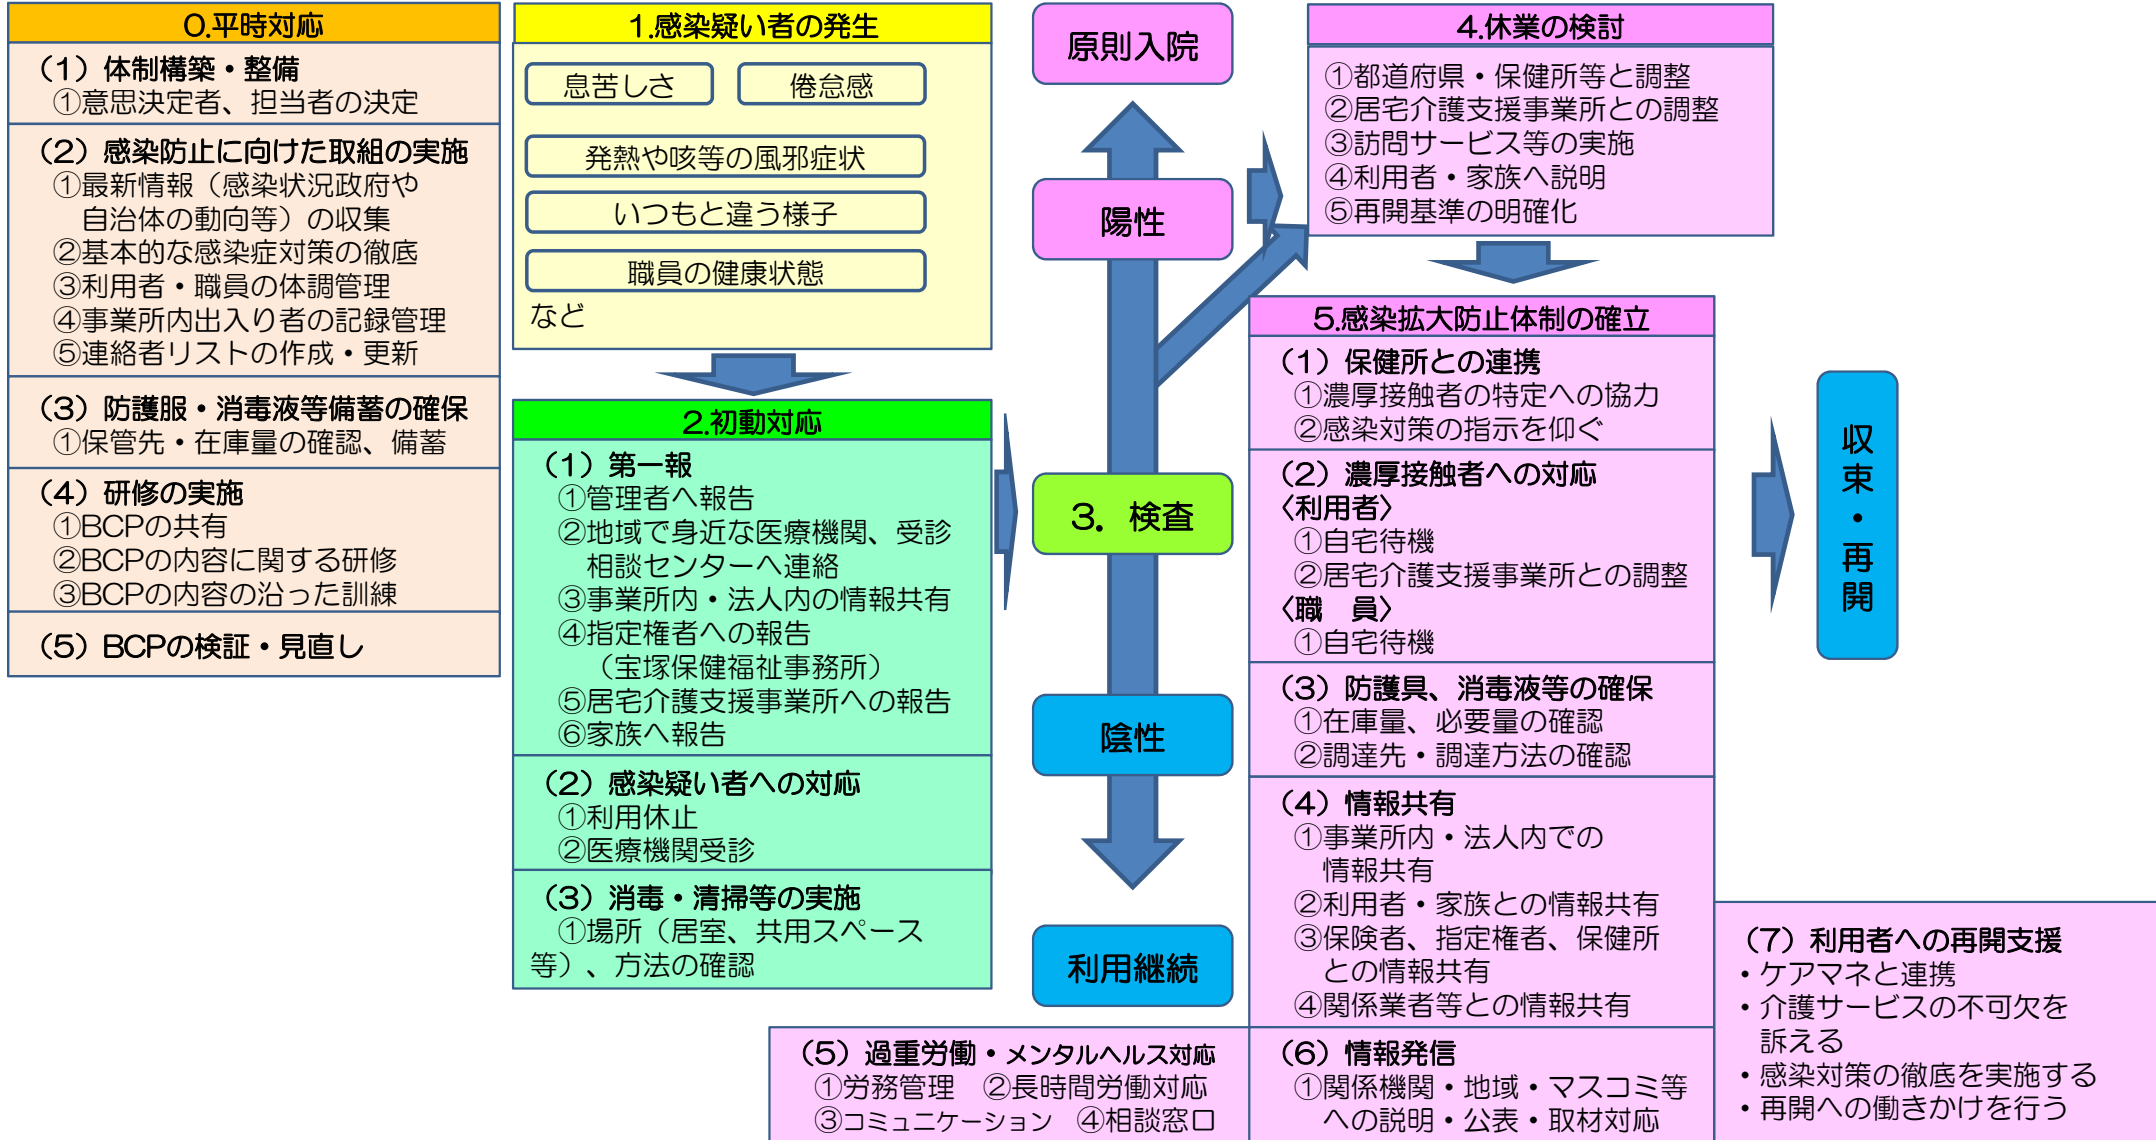 0.平時対応
（1）体制構築・整備
①意思決定者、担当者の決定
（2）感染防止に向けた取組の実施
①最新情報（感染状況政府や
自治体の動向等）の収集
②基本的な感染症対策の徹底
③利用者・職員の体調管理
④事業所内出入り者の記録管理
⑤連絡者リストの作成・更新
（3）防護服・消毒液等備蓄の確保
①保管先・在庫量の確認、備蓄
（4）研修の実施
①BCPの共有
②BCPの内容に関する研修
③BCPの内容の沿った訓練
（5）BCPの検証・見直し
1.感染疑い者の発生
息苦しさ
倦怠感
発熱や咳等の風邪症状
いつもと違う様子
職員の健康状態
など
2.初動対応
（1）第一報
①管理者へ報告
②地域で身近な医療機関、受診
相談センターへ連絡
③事業所内・法人内の情報共有
④指定権者への報告
（宝塚保健福祉事務所）
⑤居宅介護支援事業所への報告
⑥家族へ報告
（2）感染疑い者への対応
①利用休止
②医療機関受診
（3）消毒・清掃等の実施
①場所（居室、共用スペース
等）、方法の確認
原則入院
陽性
3．検査
陰性
利用継続
4.休業の検討
①都道府県・保健所等と調整
②居宅介護支援事業所との調整
③訪問サービス等の実施
④利用者・家族へ説明
⑤再開基準の明確化
5.感染拡大防止体制の確立
（1）保健所との連携
①濃厚接触者の特定への協力
②感染対策の指示を仰ぐ
（2）濃厚接触者への対応
〈利用者〉
①自宅待機
②居宅介護支援事業所との調整
〈職　員〉
①自宅待機
（3）防護具、消毒液等の確保
①在庫量、必要量の確認
②調達先・調達方法の確認
（4）情報共有
①事業所内・法人内での
情報共有
②利用者・家族との情報共有
③保険者、指定権者、保健所
との情報共有
④関係業者等との情報共有
（5）過重労働・メンタルヘルス対応
①労務管理　②長時間労働対応
③コミュニケーション　④相談窓口
（6）情報発信
①関係機関・地域・マスコミ等
への説明・公表・取材対応
（7）利用者への再開支援
・ケアマネと連携
・介護サービスの不可欠を
訴える
・感染対策の徹底を実施する
・再開への働きかけを行う
収束・再開